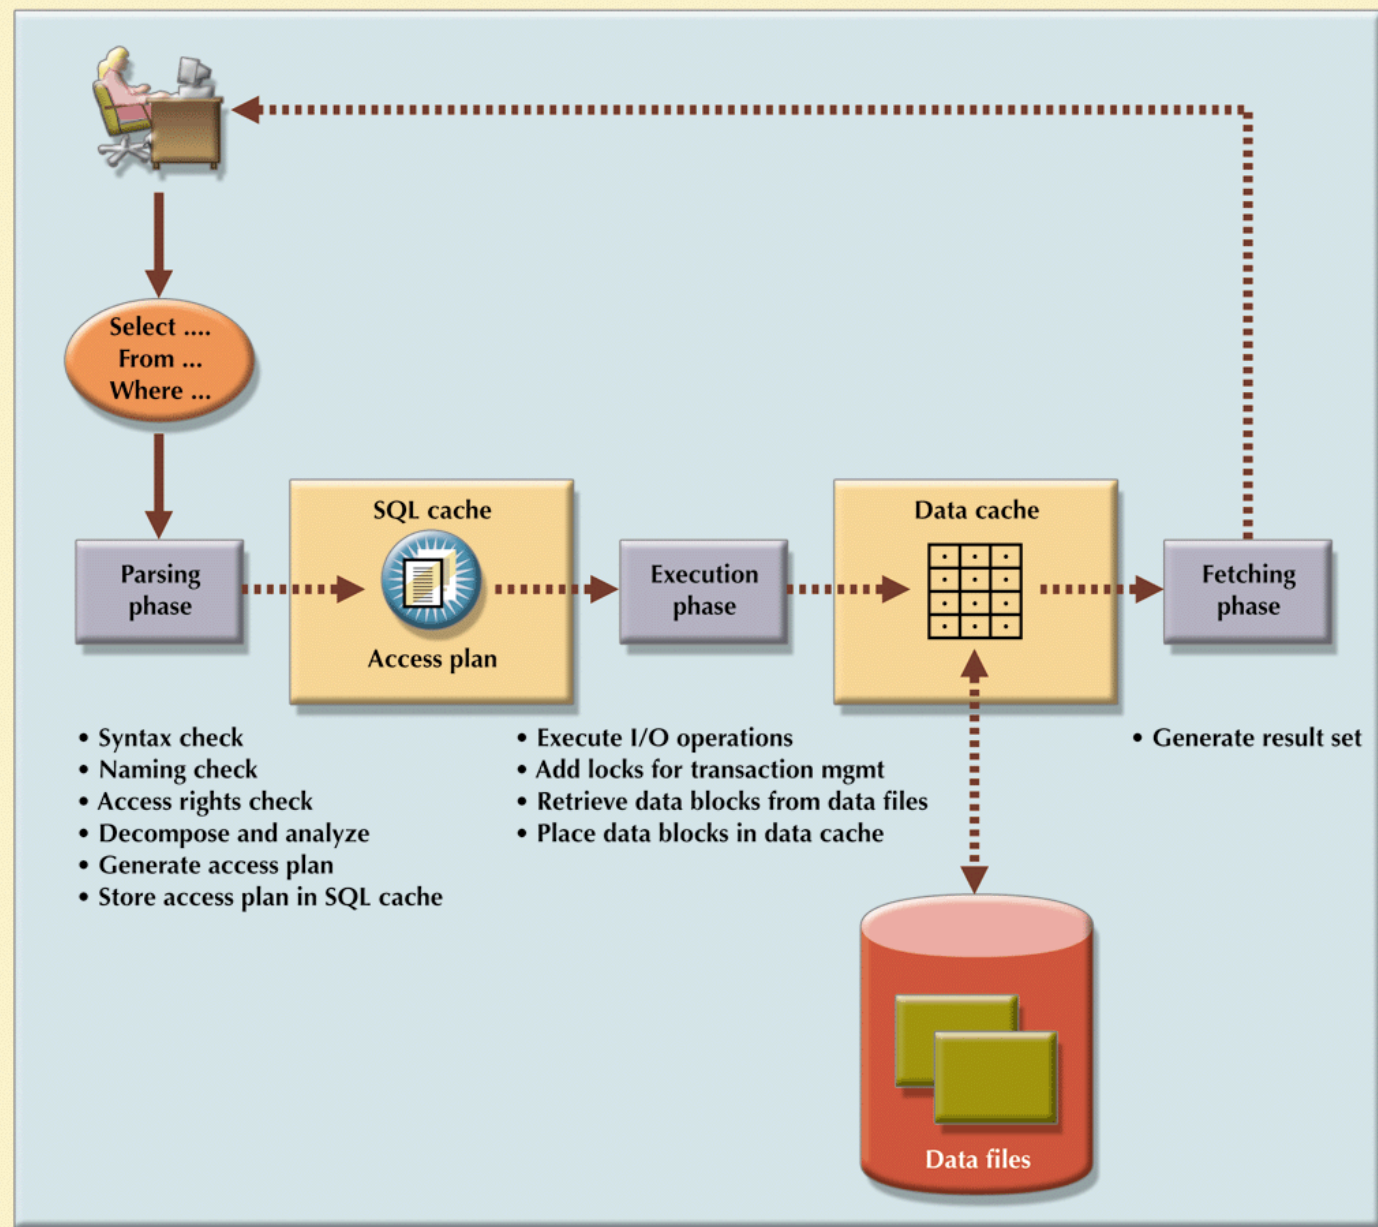 Select ....
From ...
Where ...
Parsing
phase
SQL cache
Access plan
Execution
phase
Data cache
Fetching
phase
• Syntax check
• Naming check
• Access rights check
• Decompose and analyze
• Generate access plan
• Store access plan in SQL cache
• Execute I/O operations
• Add locks for transaction mgmt
• Retrieve data blocks from data files
• Place data blocks in data cache
• Generate result set
Data files